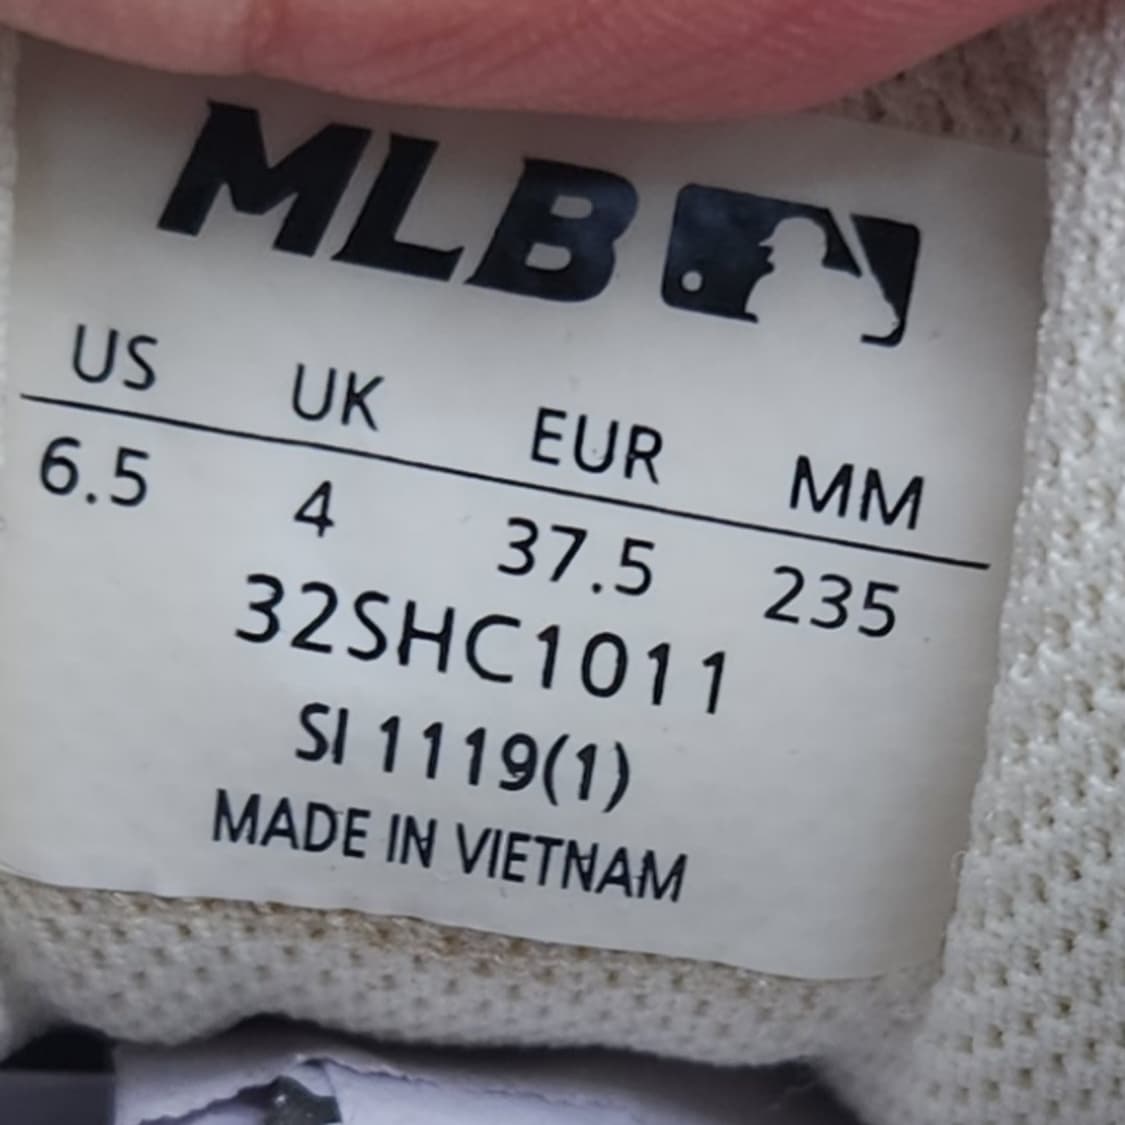 MLB
US UK EUR MM
6.5 4 37.5 235
32SHC1011
SI 1119(1)
MADE IN VIETNAM